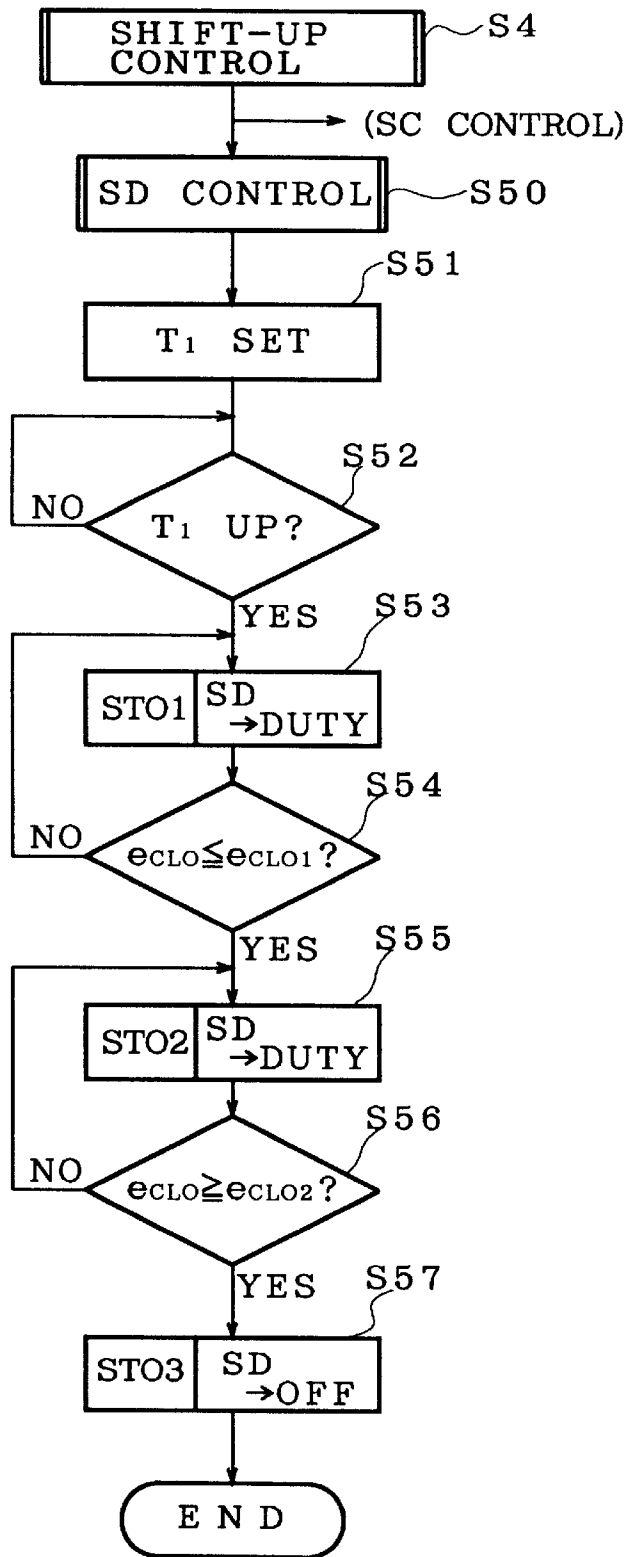 SHIFT-UP
CONTROL
S4
(SC CONTROL)
SD CONTROL
S50
S51
T1 SET
S52
T1 UP?
NO
YES
S53
STO1
SD
→DUTY
S54
eCLO≦eCLO1?
NO
YES
S55
STO2
SD
→DUTY
S56
eCLO≧eCLO2?
NO
YES
S57
STO3
SD
→OFF
END